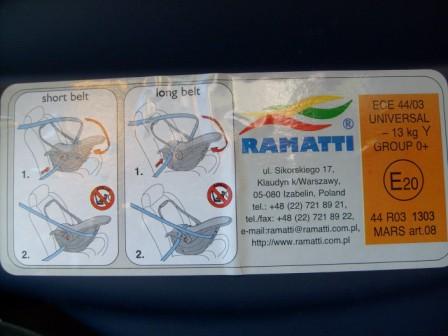 short belt
long belt
1.
1.
2.
2.
RAMATTI ®
ul. Sikorskiego 17,
Klaudyn k/Warszawy,
05-080 Izabelin, Poland
tel.: +48 (22) 721 89 21,
tel./fax: +48 (22) 721 89 22,
e-mail:ramatti@ramatti.com.pl,
http://www.ramatti.com.pl
ECE 44/03
UNIVERSAL
– 13 kg Y
GROUP 0+
E20
44 R03 1303
MARS art.08